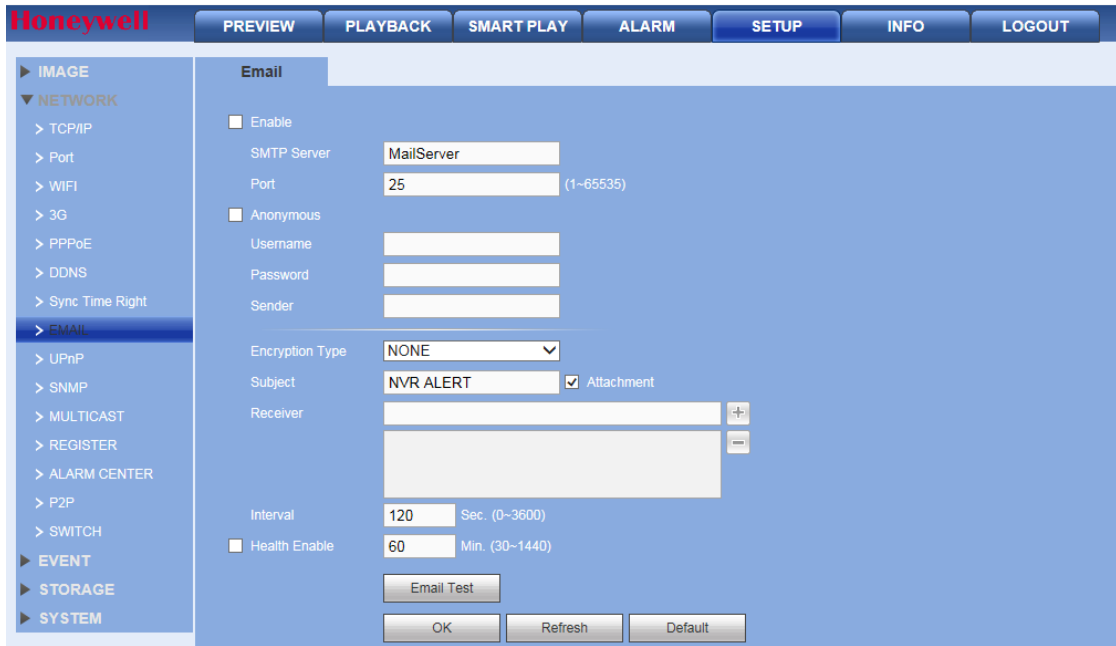 Honeywell
PREVIEW PLAYBACK SMART PLAY ALARM SETUP INFO LOGOUT
IMAGE
NETWORK
> TCP/IP
> Port
> WIFI
> 3G
> PPPoE
> DDNS
> Sync Time Right
> EMAIL
> UPnP
> SNMP
> MULTICAST
> REGISTER
> ALARM CENTER
> P2P
> SWITCH
EVENT
STORAGE
SYSTEM
Email
Enable
SMTP Server MailServer
Port 25 (1~65535)
Anonymous
Username
Password
Sender
Encryption Type NONE
Subject NVR ALERT Attachment
Receiver
Interval 120 Sec. (0~3600)
Health Enable 60 Min. (30~1440)
Email Test
OK Refresh Default